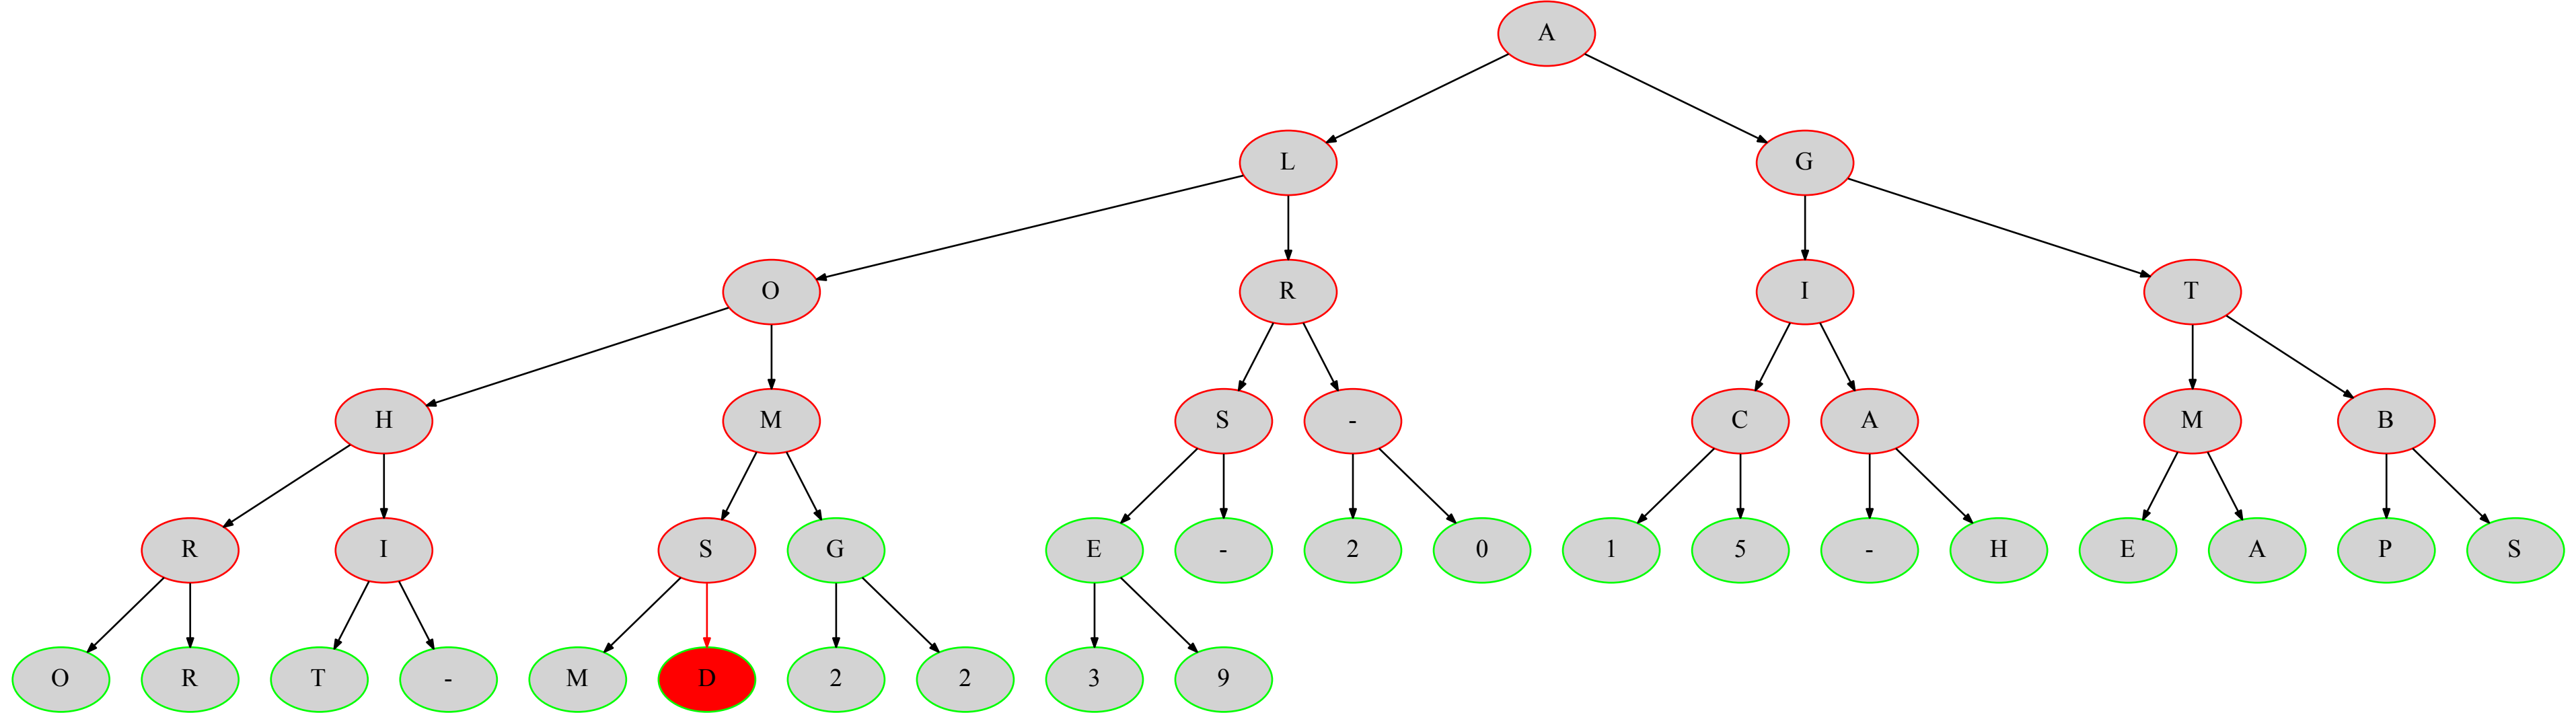 A
L G
O R I T
H M S - C A M B
R I S G E - 2 0 1 5 - H E A P S
O R T - M D 2 2 3 9